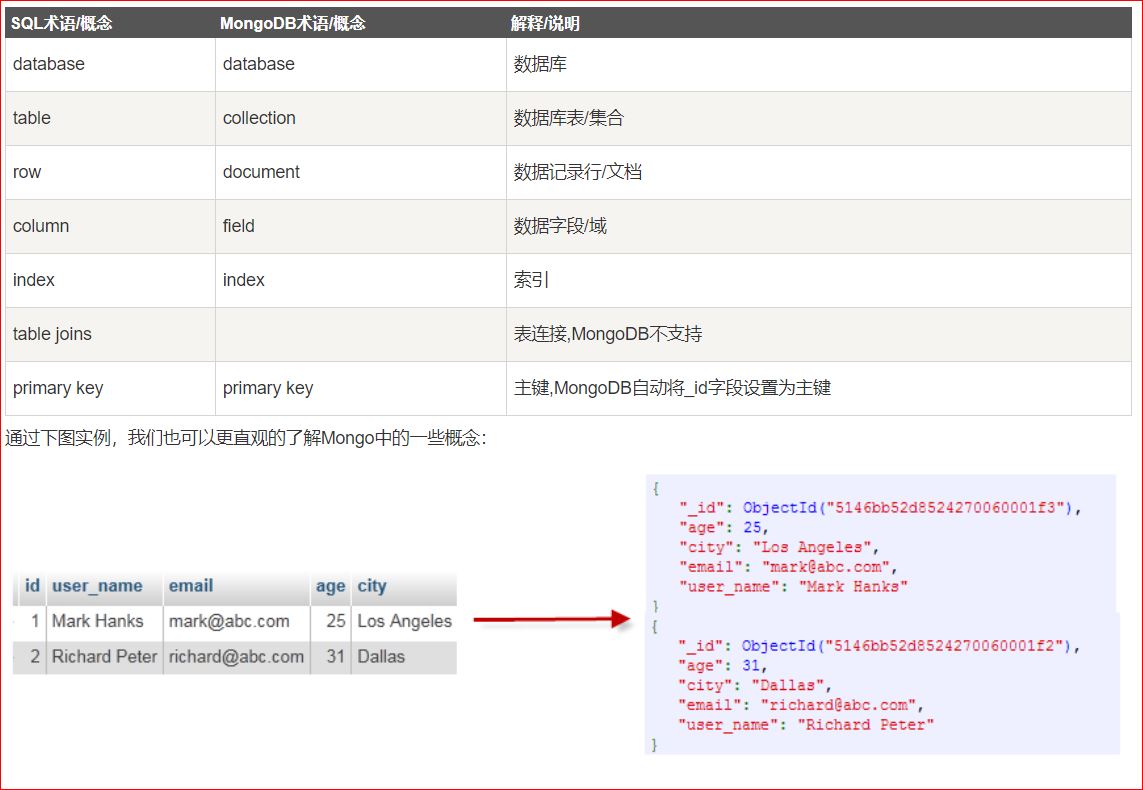 SQL术语/概念 MongoDB术语/概念 解释/说明
database database 数据库
table collection 数据库表/集合
row document 数据记录行/文档
column field 数据字段/域
index index 索引
table joins 表连接,MongoDB不支持
primary key primary key 主键,MongoDB自动将_id字段设置为主键
通过下图实例，我们也可以更直观的了解Mongo中的一些概念：
id user_name email age city
1 Mark Hanks mark@abc.com 25 Los Angeles
2 Richard Peter richard@abc.com 31 Dallas
{
"_id": ObjectId("5146bb52d8524270060001f3"),
"age": 25,
"city": "Los Angeles",
"email": "mark@abc.com",
"user_name": "Mark Hanks"
}
{
"_id": ObjectId("5146bb52d8524270060001f2"),
"age": 31,
"city": "Dallas",
"email": "richard@abc.com",
"user_name": "Richard Peter"
}